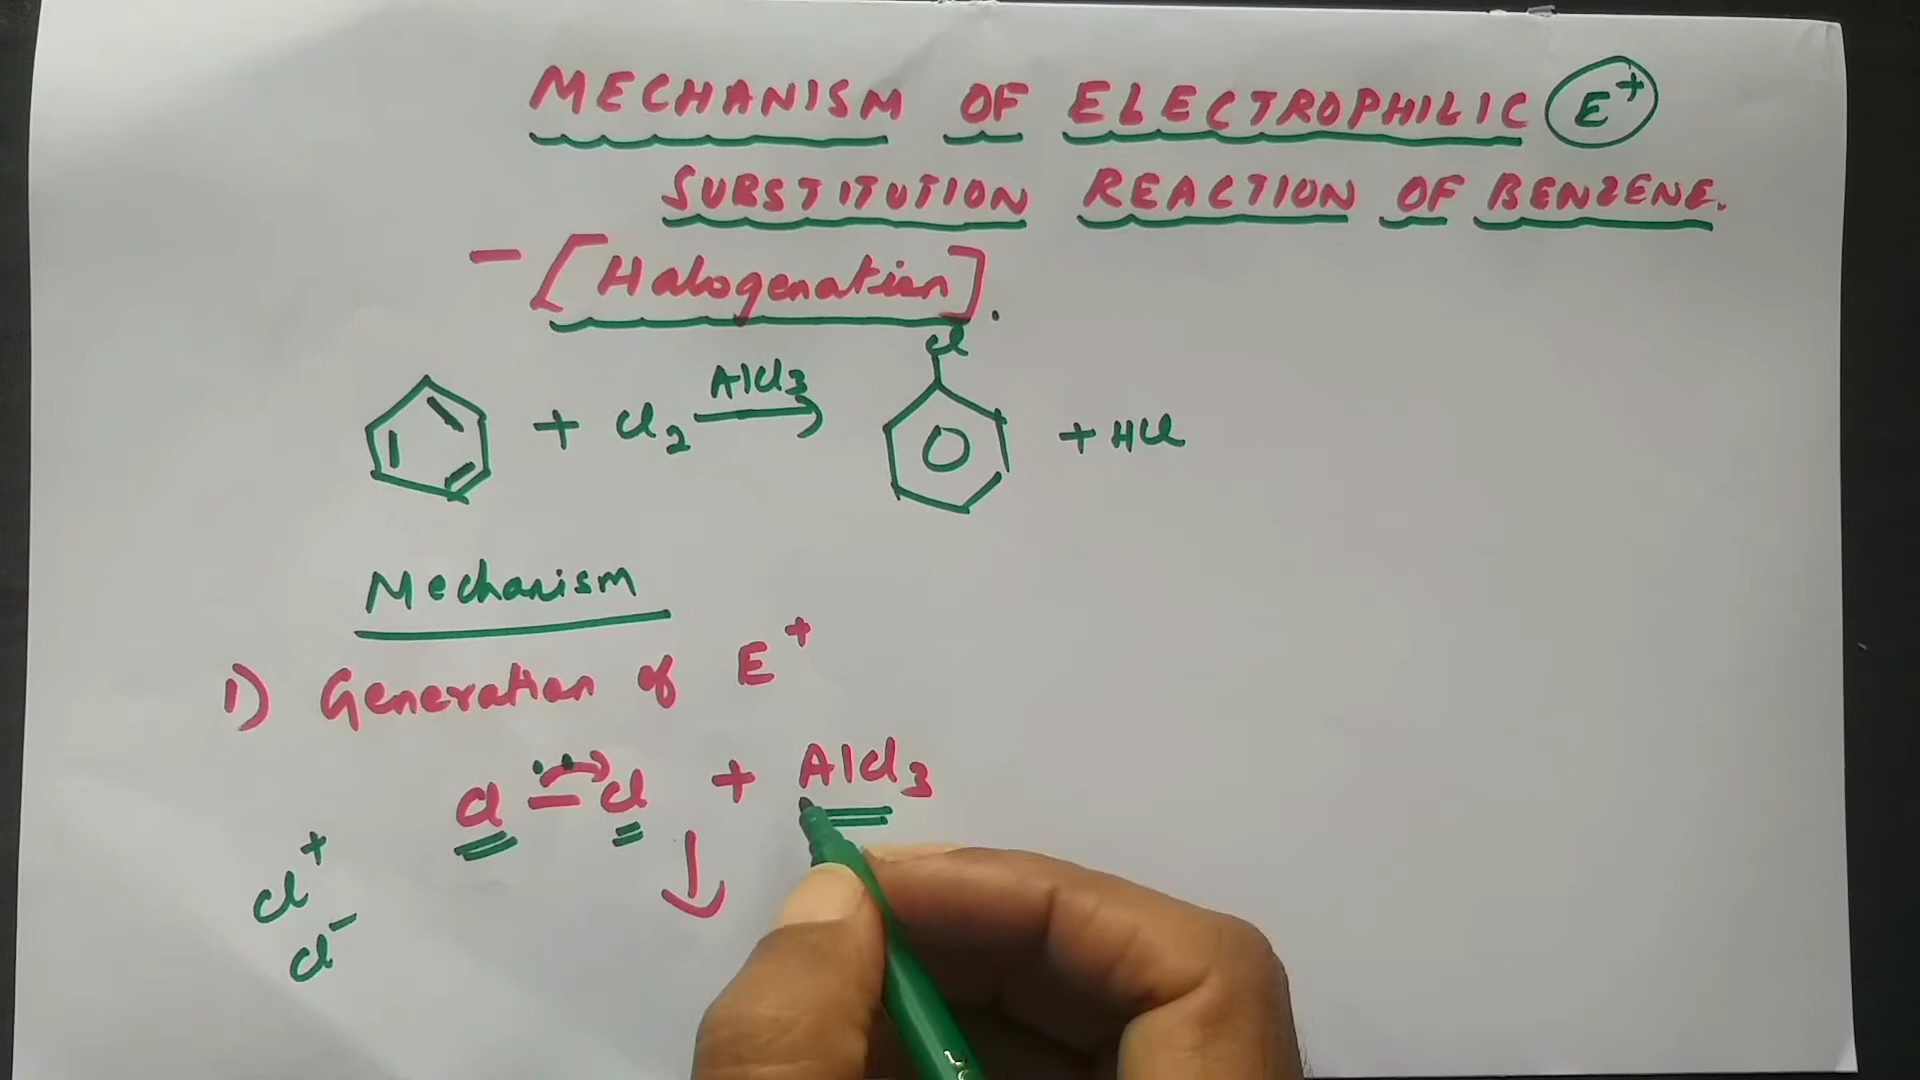 MECHANISM OF ELECTROPHILIC E+
SUBSTITUTION REACTION OF BENZENE.
- [Halogenation].
Cl
+ Cl2 AlCl3 + HCl
Mechanism
1) Generation of E+
Cl - Cl + AlCl3
Cl+
Cl-